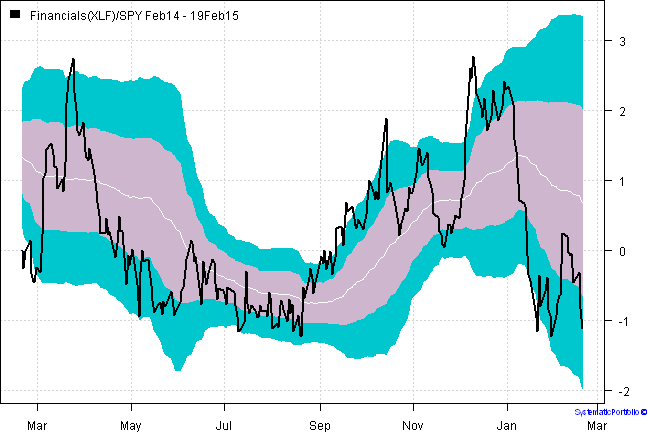 Financials(XLF)/SPY Feb14 - 19Feb15
3
2
1
0
-1
-2
Mar May Jul Sep Nov Jan Mar
SystematicPortfolio ©